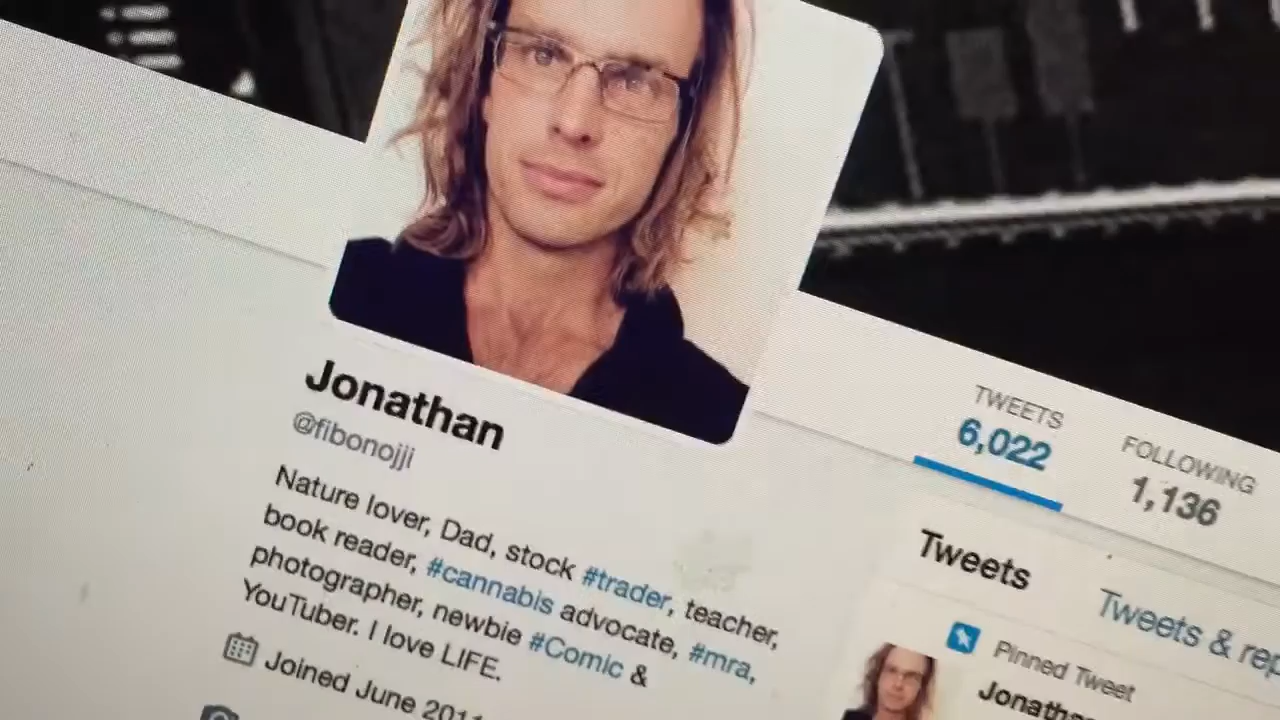 Jonathan
@fibonojji
Nature lover, Dad, stock #trader, teacher,
book reader, #cannabis advocate, #mra,
photographer, newbie #Comic &
YouTuber. I love LIFE.
Joined June 2011
TWEETS
6,022
FOLLOWING
1,136
Tweets
Tweets & rep
Pinned Tweet
Jonatha